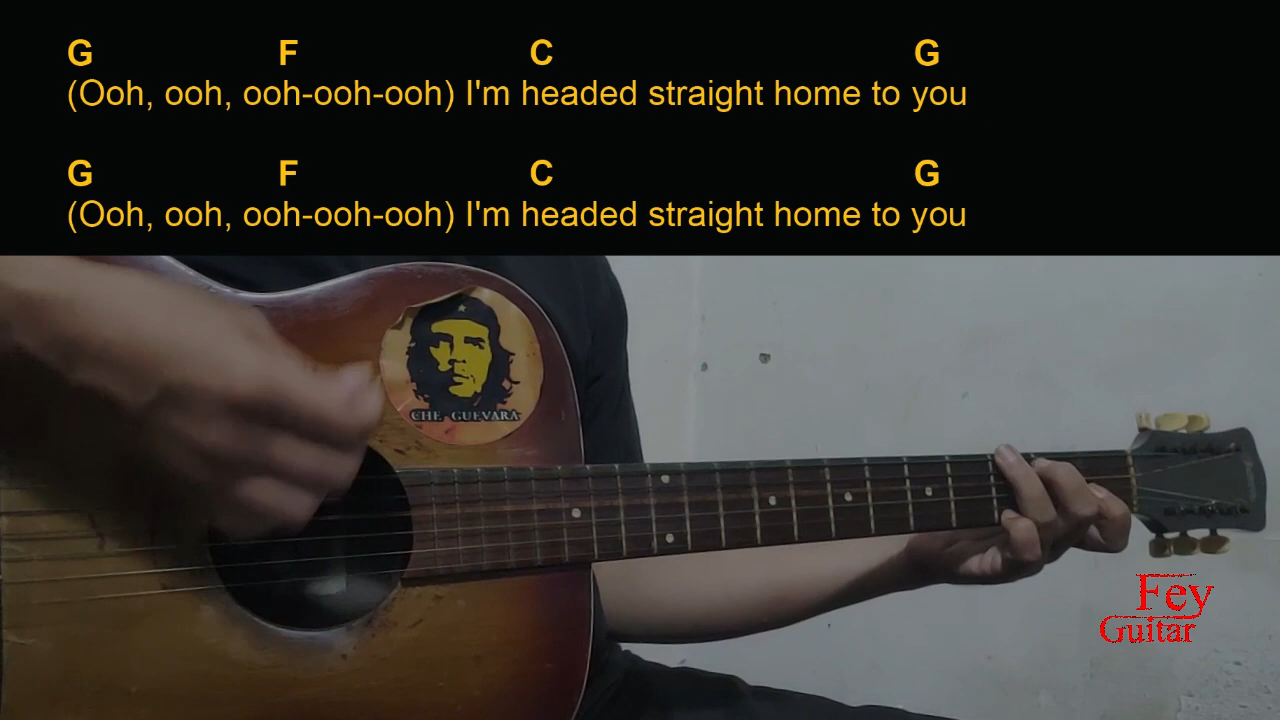 G F C G
(Ooh, ooh, ooh-ooh-ooh) I'm headed straight home to you
G F C G
(Ooh, ooh, ooh-ooh-ooh) I'm headed straight home to you
CHE GUEVARA
Fey
Guitar